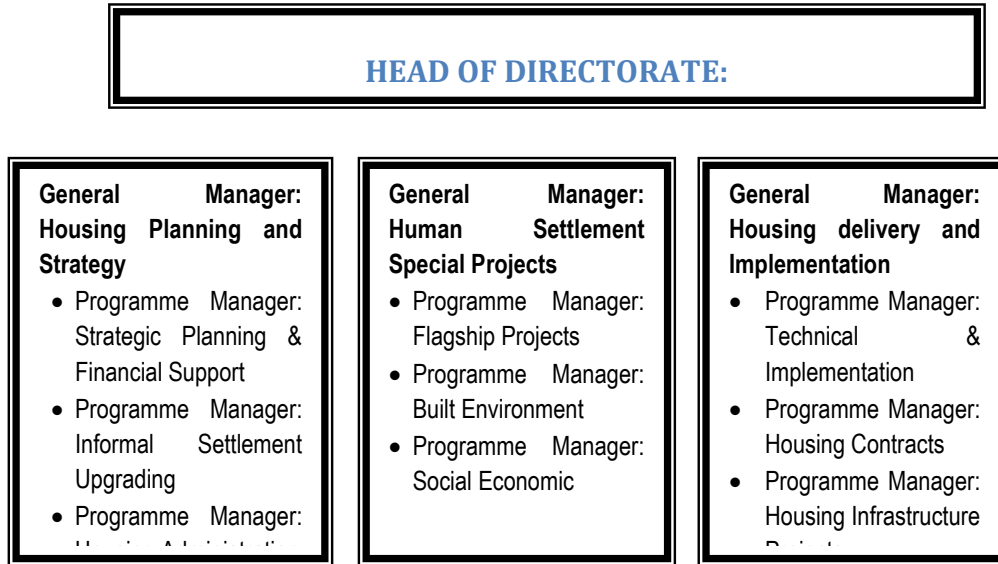 HEAD OF DIRECTORATE:
General Manager:
Housing Planning and
Strategy
• Programme Manager:
Strategic Planning &
Financial Support
• Programme Manager:
Informal Settlement
Upgrading
• Programme Manager:
General Manager:
Human Settlement
Special Projects
• Programme Manager:
Flagship Projects
• Programme Manager:
Built Environment
• Programme Manager:
Social Economic
General Manager:
Housing delivery and
Implementation
• Programme Manager:
Technical &
Implementation
• Programme Manager:
Housing Contracts
• Programme Manager:
Housing Infrastructure